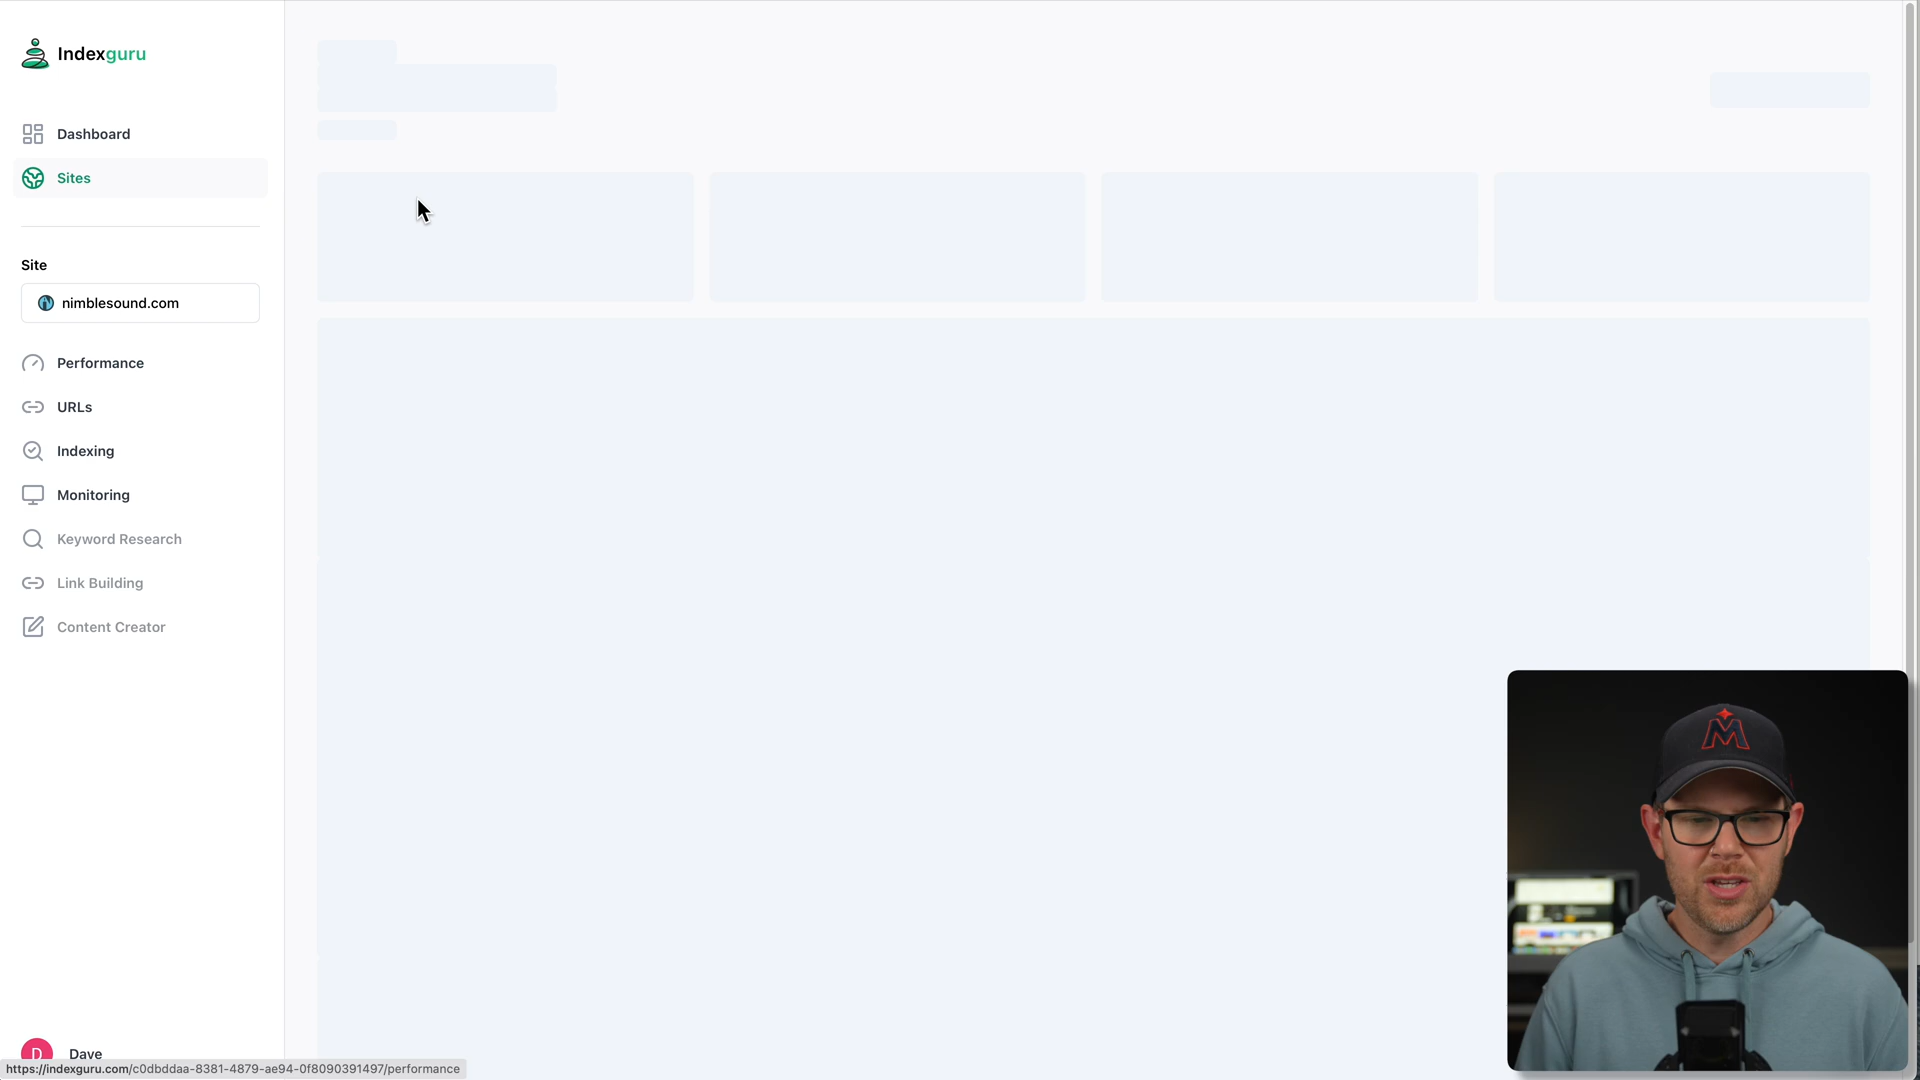 Indexguru
Dashboard
Sites
Site
nimblesound.com
Performance
URLs
Indexing
Monitoring
Keyword Research
Link Building
Content Creator
D
Dave
https://indexguru.com/c0dbddaa-8381-4879-ae94-0f8090391497/performance
M